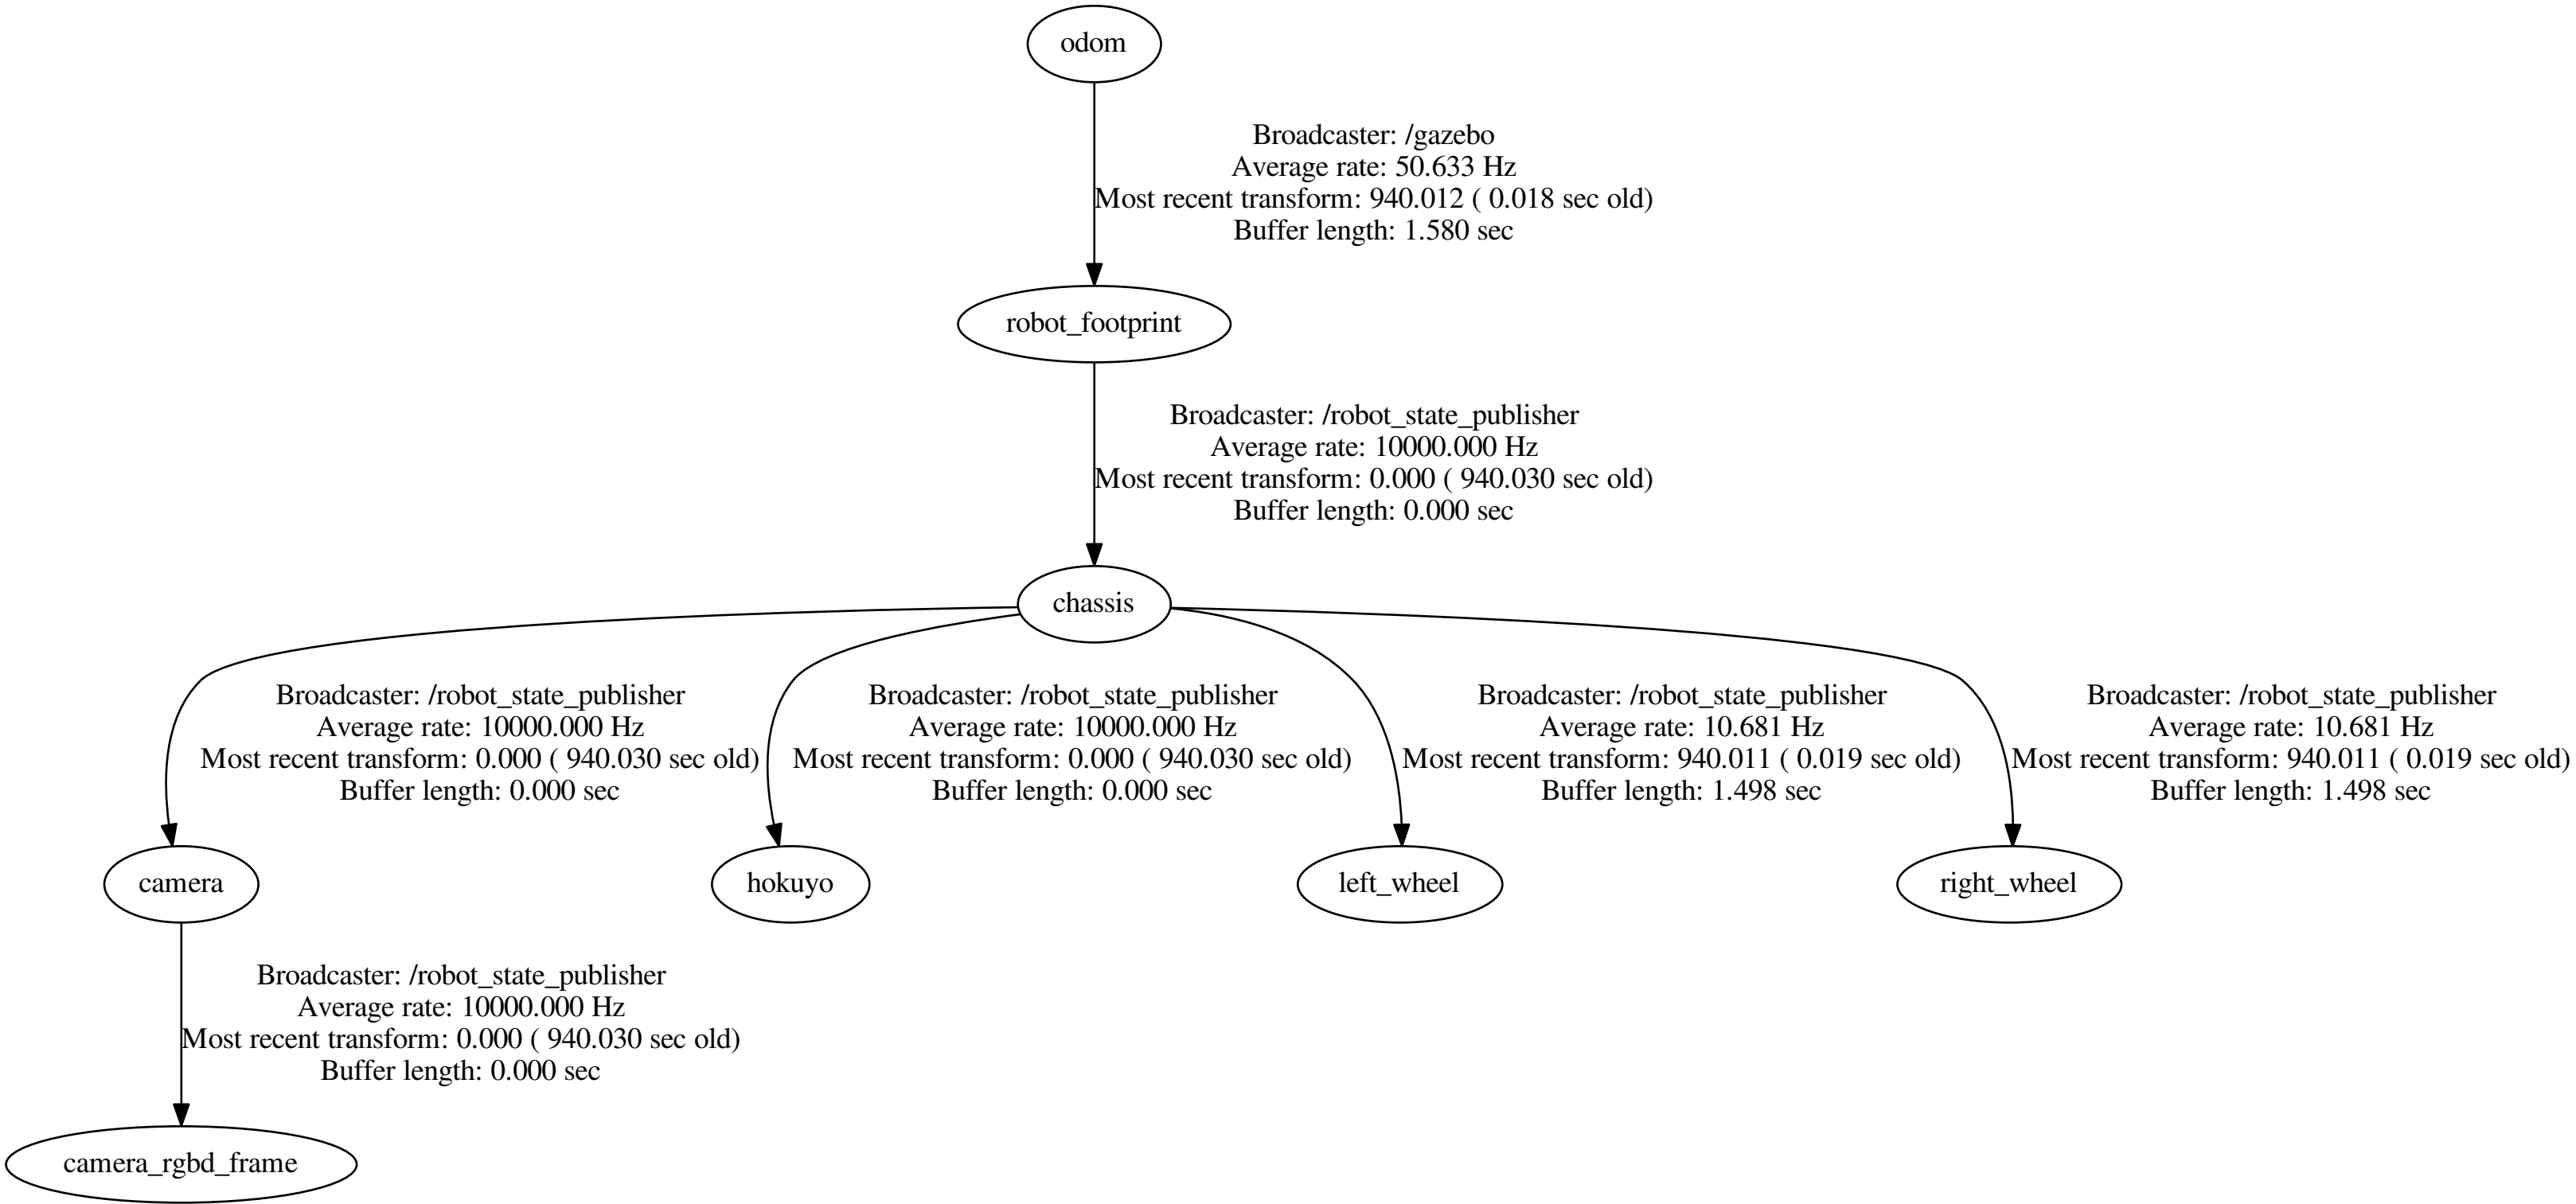 odom
Broadcaster: /gazebo
Average rate: 50.633 Hz
Most recent transform: 940.012 ( 0.018 sec old)
Buffer length: 1.580 sec
robot_footprint
Broadcaster: /robot_state_publisher
Average rate: 10000.000 Hz
Most recent transform: 0.000 ( 940.030 sec old)
Buffer length: 0.000 sec
chassis
Broadcaster: /robot_state_publisher
Average rate: 10000.000 Hz
Most recent transform: 0.000 ( 940.030 sec old)
Buffer length: 0.000 sec
Broadcaster: /robot_state_publisher
Average rate: 10000.000 Hz
Most recent transform: 0.000 ( 940.030 sec old)
Buffer length: 0.000 sec
Broadcaster: /robot_state_publisher
Average rate: 10.681 Hz
Most recent transform: 940.011 ( 0.019 sec old)
Buffer length: 1.498 sec
Broadcaster: /robot_state_publisher
Average rate: 10.681 Hz
Most recent transform: 940.011 ( 0.019 sec old)
Buffer length: 1.498 sec
camera
hokuyo
left_wheel
right_wheel
Broadcaster: /robot_state_publisher
Average rate: 10000.000 Hz
Most recent transform: 0.000 ( 940.030 sec old)
Buffer length: 0.000 sec
camera_rgbd_frame